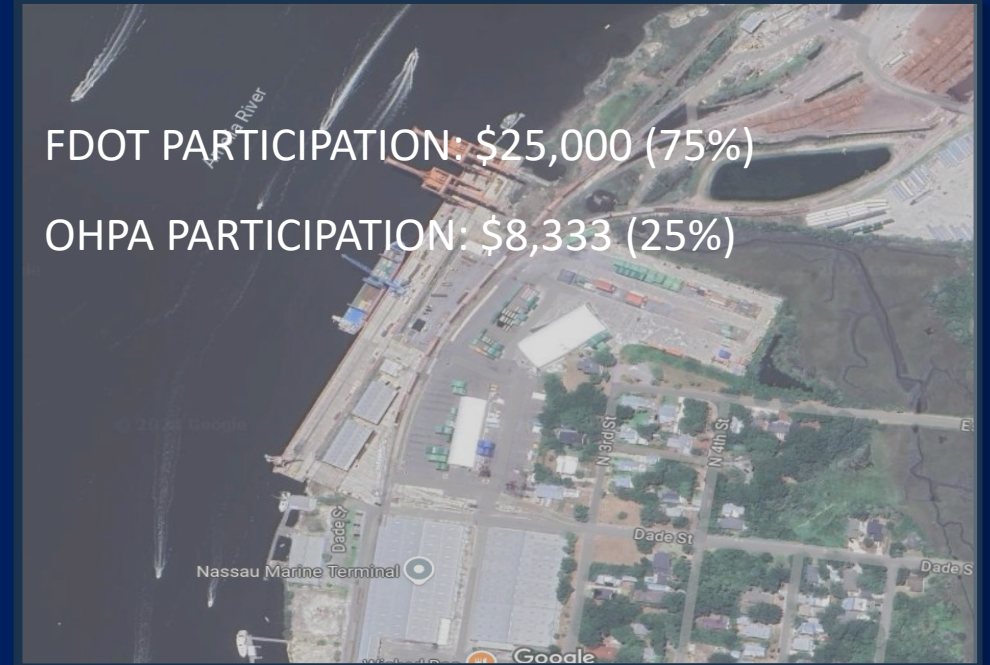 FDOT PARTICIPATION: $25,000 (75%)
OHPA PARTICIPATION: $8,333 (25%)
River
N 3rd St
N 4th St
Dade St
Dade St
Dade S
E
Nassau Marine Terminal
Google